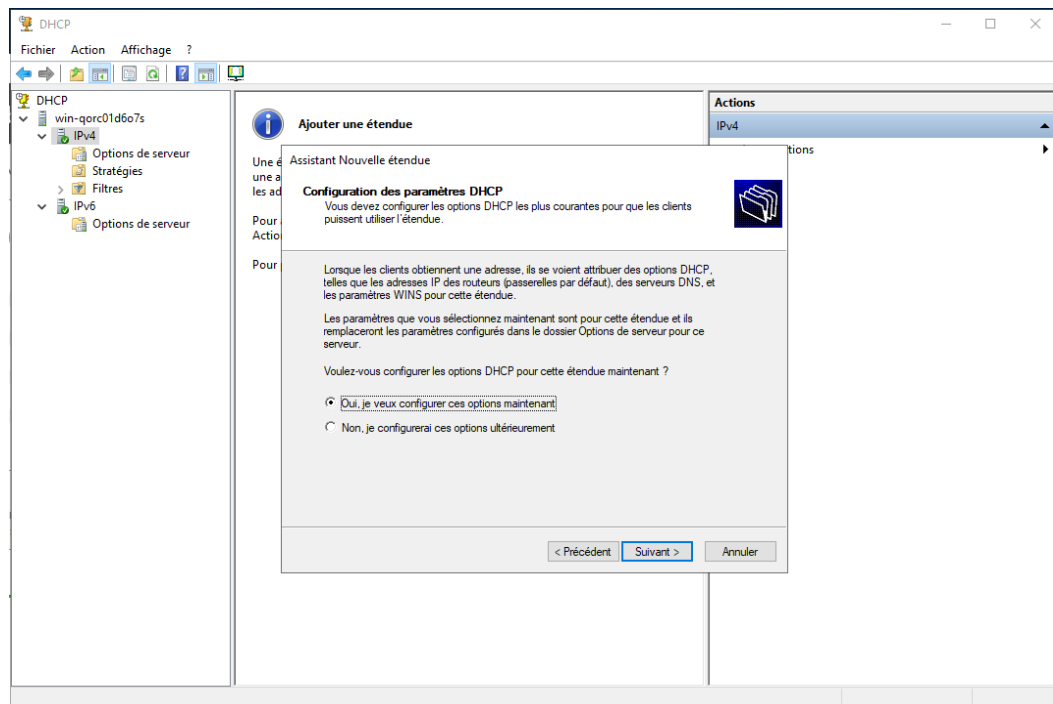 DHCP
Fichier Action Affichage ?
DHCP
win-qorc01d6o7s
IPv4
Options de serveur
Stratégies
Filtres
IPv6
Options de serveur
Ajouter une étendue
Une é
une a
les ad
Pour
Action
Pour
Assistant Nouvelle étendue
Configuration des paramètres DHCP
Vous devez configurer les options DHCP les plus courantes pour que les clients
puissent utiliser l'étendue.
Lorsque les clients obtiennent une adresse, ils se voient attribuer des options DHCP,
telles que les adresses IP des routeurs (passerelles par défaut), des serveurs DNS, et
les paramètres WINS pour cette étendue.
Les paramètres que vous sélectionnez maintenant sont pour cette étendue et ils
remplaceront les paramètres configurés dans le dossier Options de serveur pour ce
serveur.
Voulez-vous configurer les options DHCP pour cette étendue maintenant ?
Oui, je veux configurer ces options maintenant
Non, je configurerai ces options ultérieurement
< Précédent Suivant > Annuler
Actions
IPv4
tions